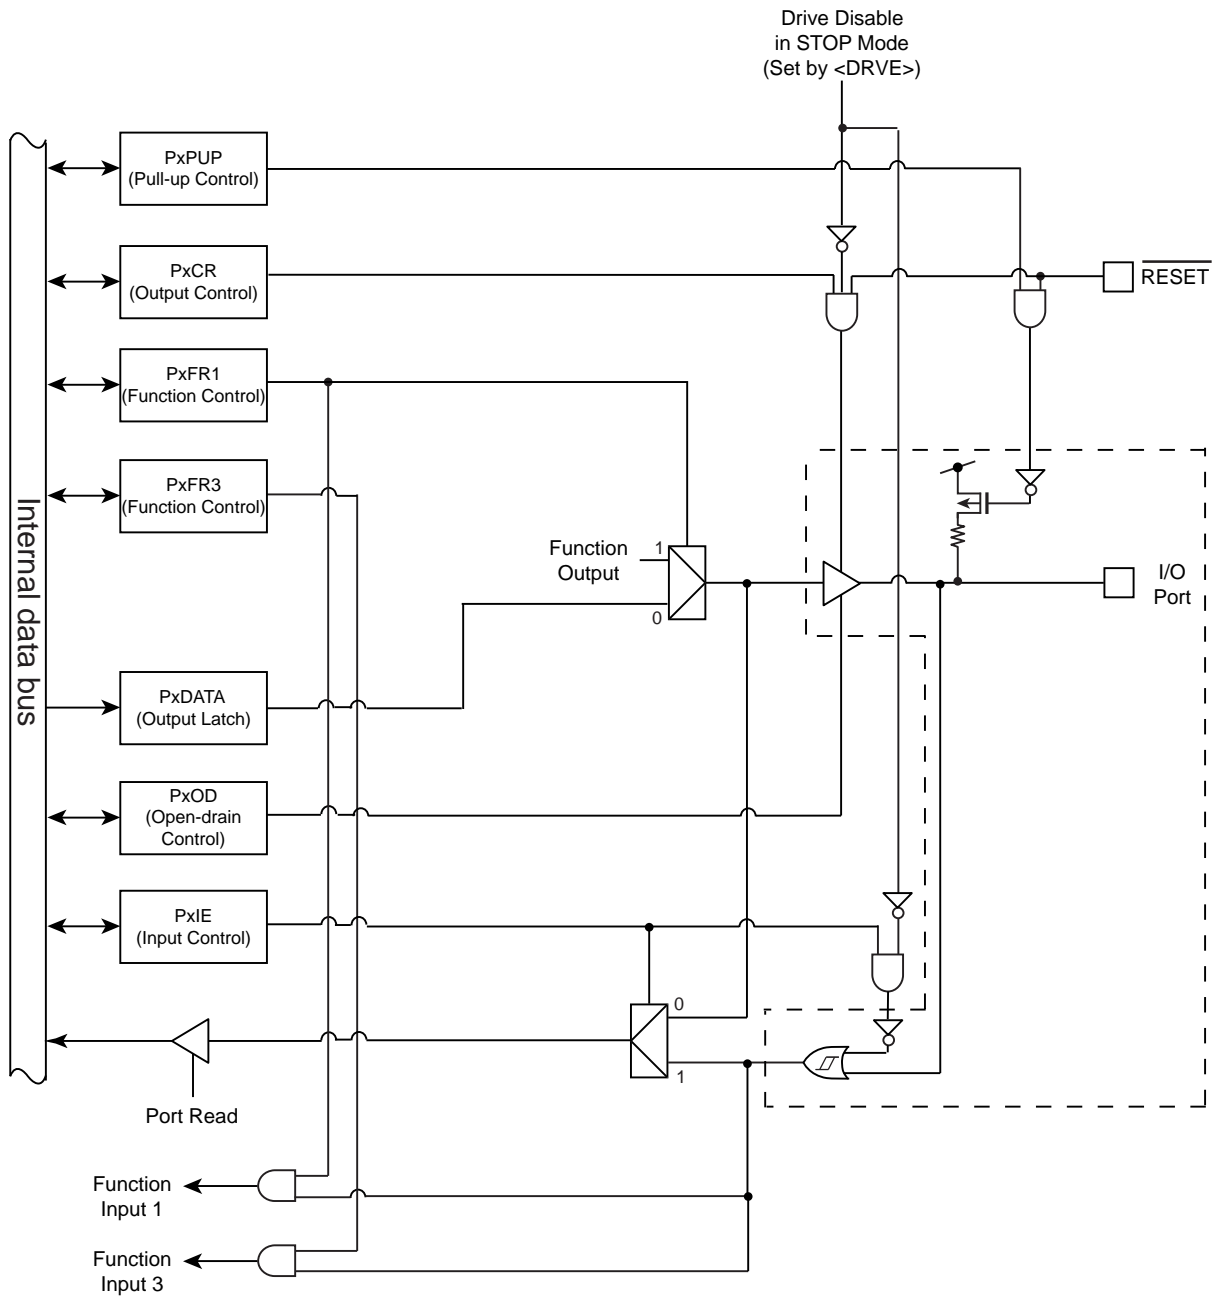 Drive Disable
in STOP Mode
(Set by <DRVE>)
PxPUP
(Pull-up Control)
PxCR
(Output Control)
RESET
PxFR1
(Function Control)
PxFR3
(Function Control)
Internal data bus
Function
Output
1
0
I/O
Port
PxDATA
(Output Latch)
PxOD
(Open-drain
Control)
PxIE
(Input Control)
0
1
Port Read
Function
Input 1
Function
Input 3